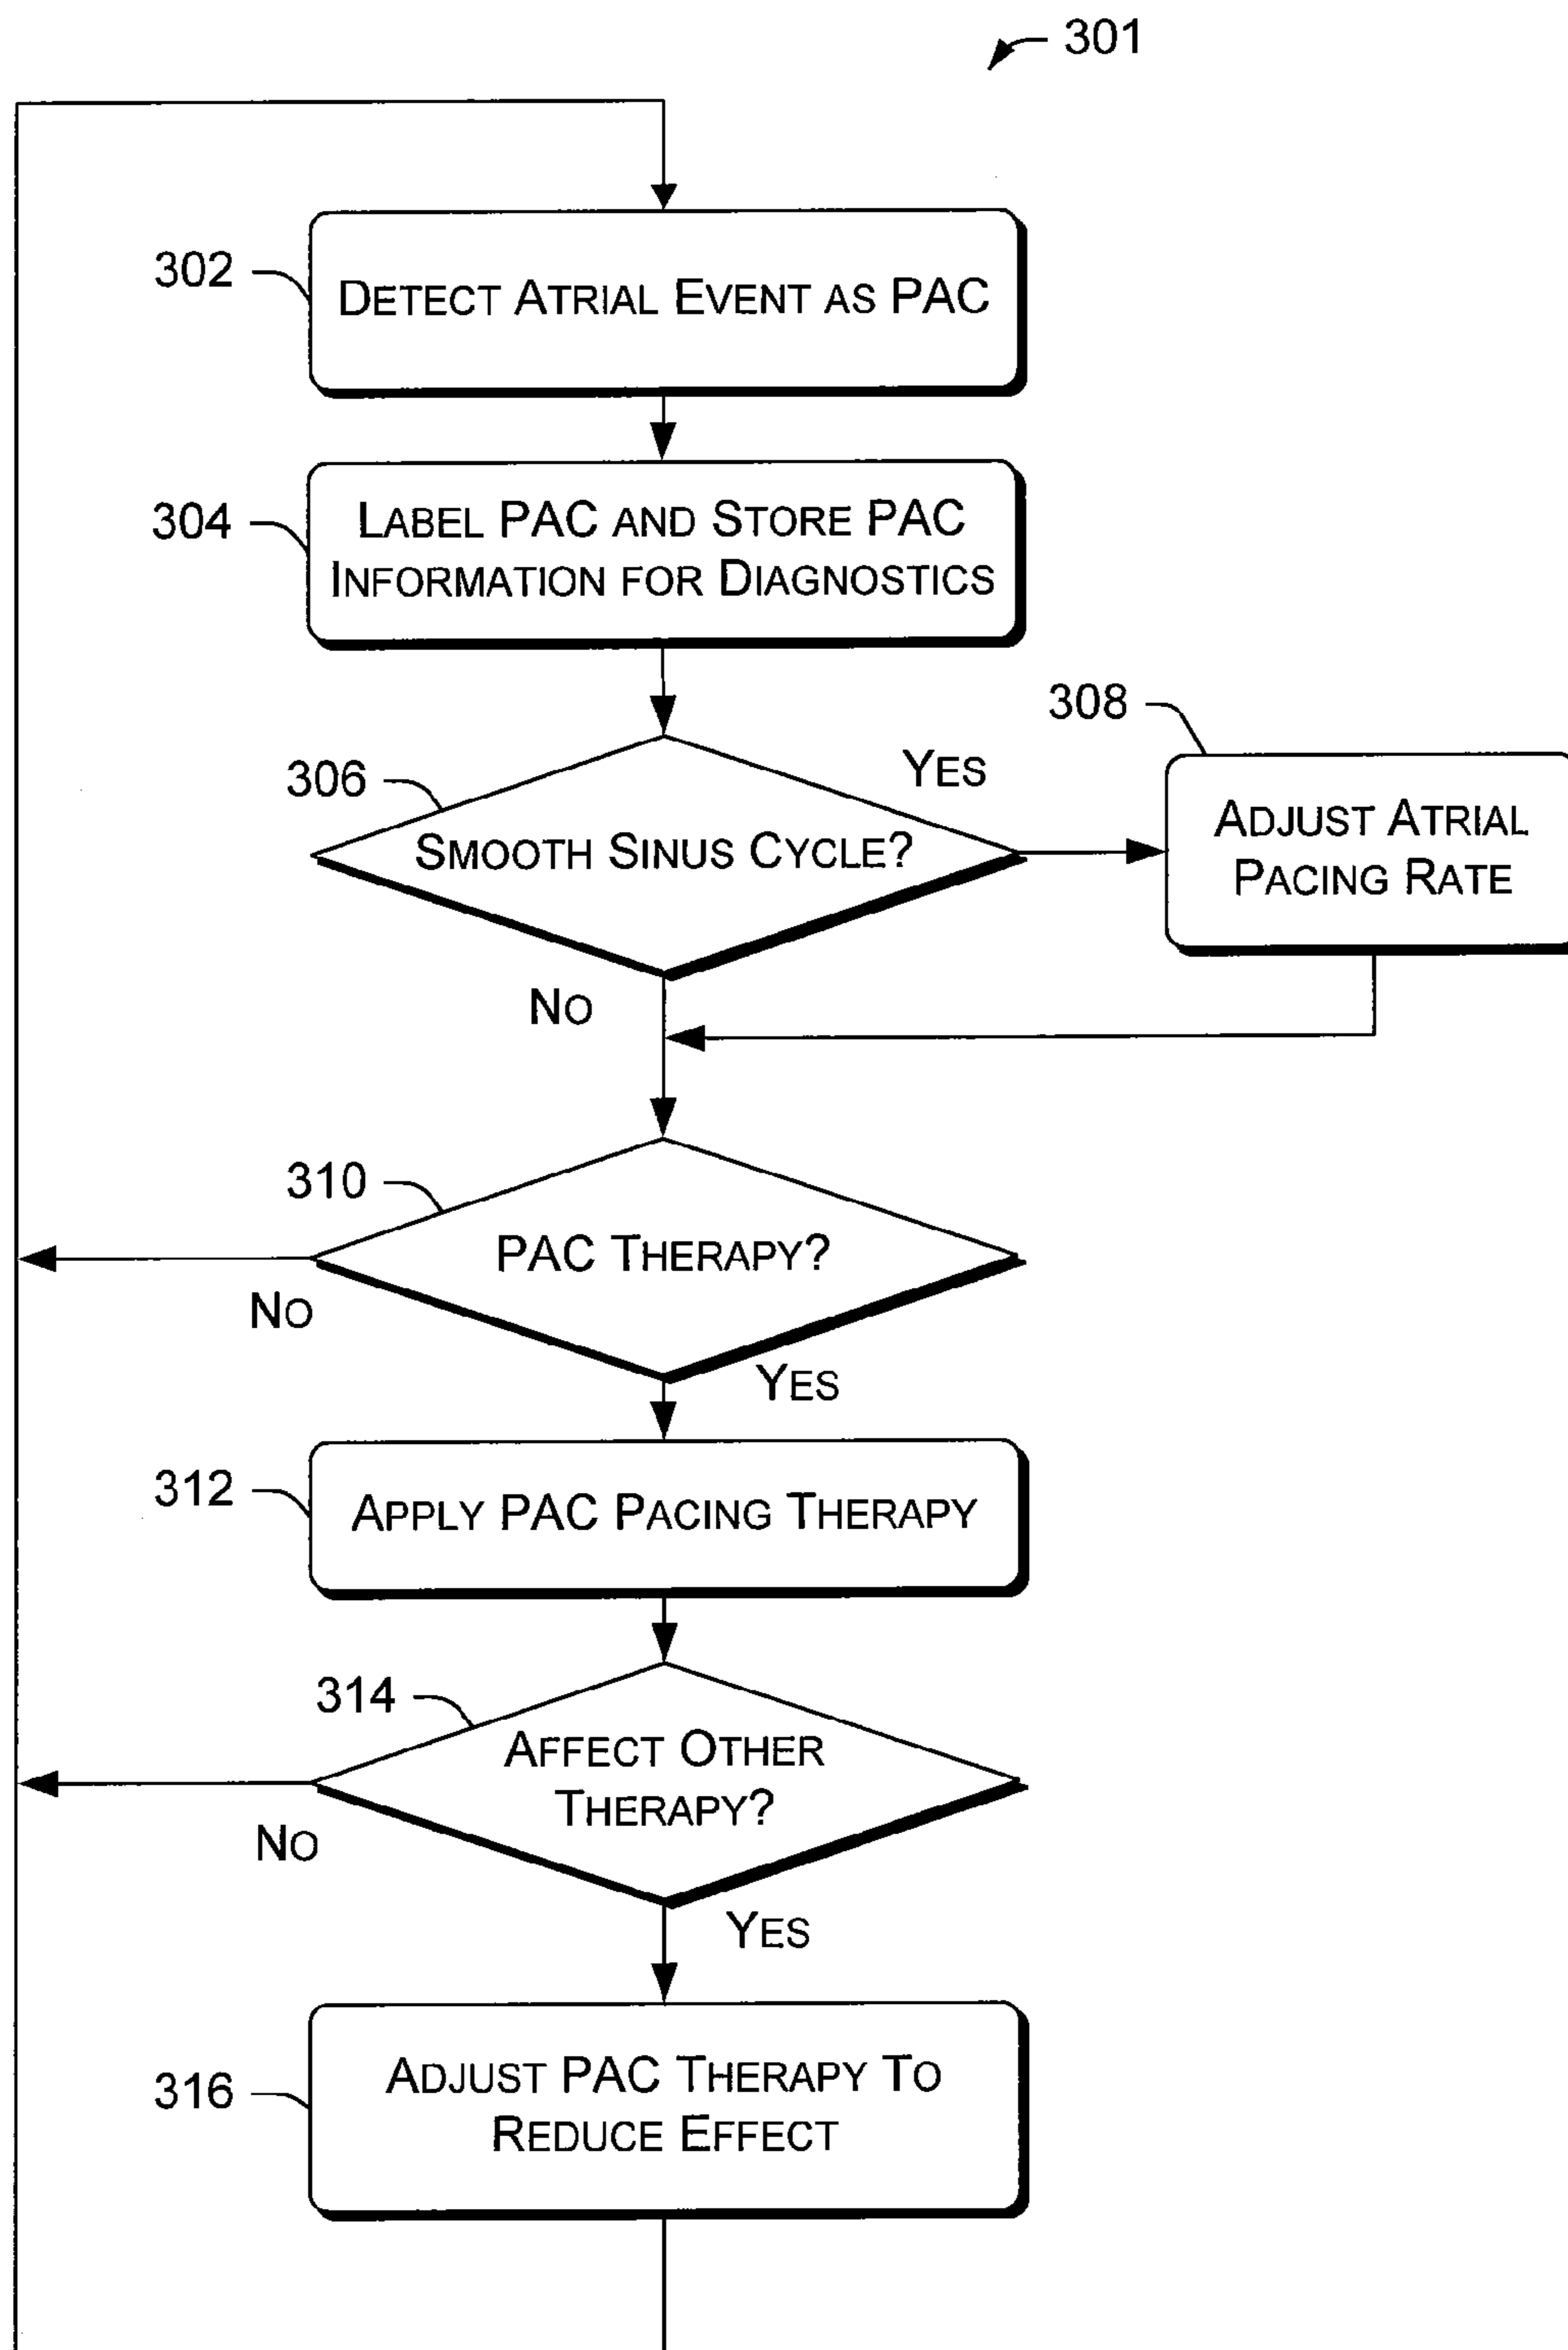 301
302
DETECT ATRIAL EVENT AS PAC
304
LABEL PAC AND STORE PAC
INFORMATION FOR DIAGNOSTICS
306
SMOOTH SINUS CYCLE?
YES
308
ADJUST ATRIAL
PACING RATE
NO
310
PAC THERAPY?
NO
YES
312
APPLY PAC PACING THERAPY
314
AFFECT OTHER
THERAPY?
NO
YES
316
ADJUST PAC THERAPY TO
REDUCE EFFECT